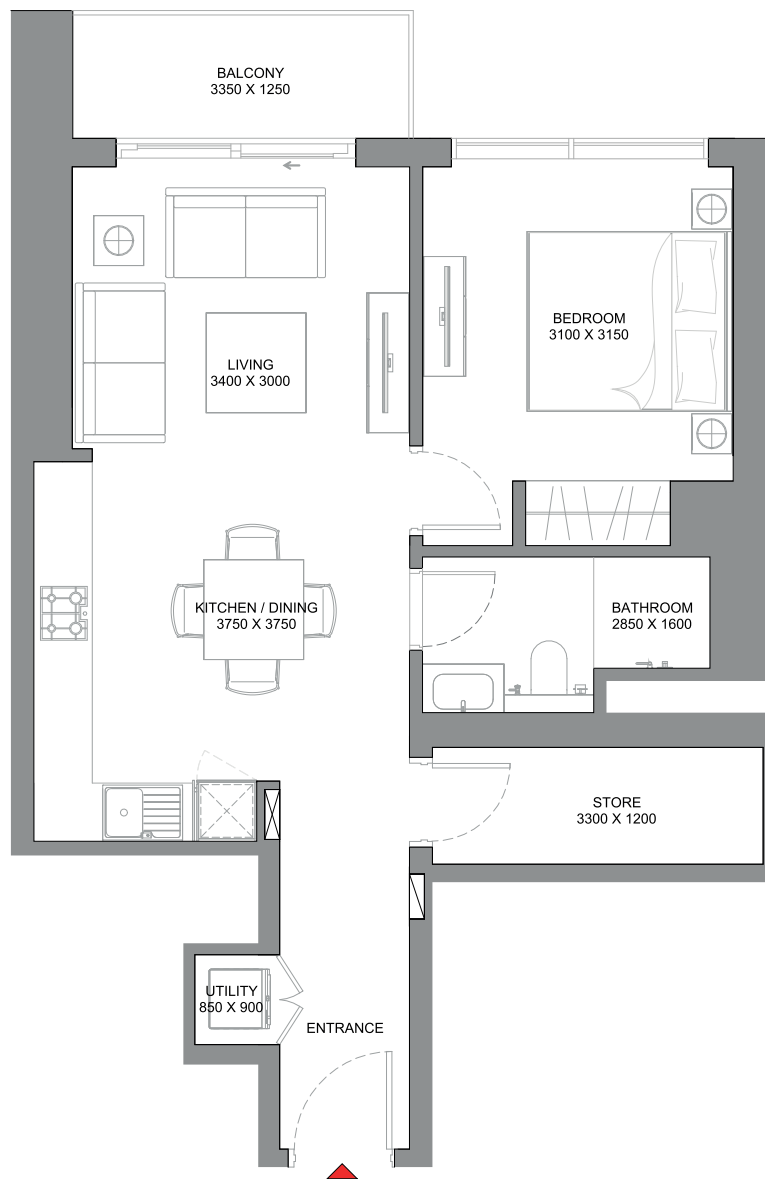 BALCONY
3350 X 1250
BEDROOM
3100 X 3150
LIVING
3400 X 3000
KITCHEN / DINING
3750 X 3750
BATHROOM
2850 X 1600
STORE
3300 X 1200
UTILITY
850 X 900
ENTRANCE